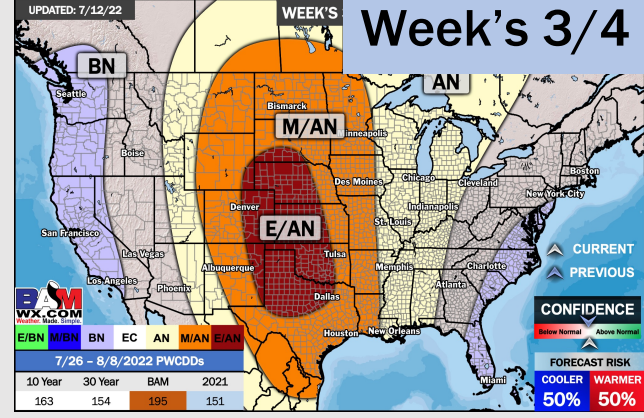 UPDATED: 7/12/22
WEEK'S
Week's 3/4
BN
AN
Seattle
Bismarck
M/AN
Minneapolis
Boise
Boston
Des Moines
Chicago
Cleveland
New York City
Denver
Indianapolis
E/AN
St. Louis
San Francisco
Las Vegas
Tulsa
CURRENT
Albuquerque
Memphis
Charlotte
PREVIOUS
Los Angeles
Phoenix
Atlanta
Dallas
BAM
WX.COM
Weather. Made. Simple.
Houston
New Orleans
CONFIDENCE
Below Normal
Above Normal
E/BN M/BN BN EC AN M/AN E/AN
7/26 – 8/8/2022 PWCDDs
10 Year 30 Year BAM 2021
163 154 195 151
Miami
FORECAST RISK
COOLER WARMER
50% 50%